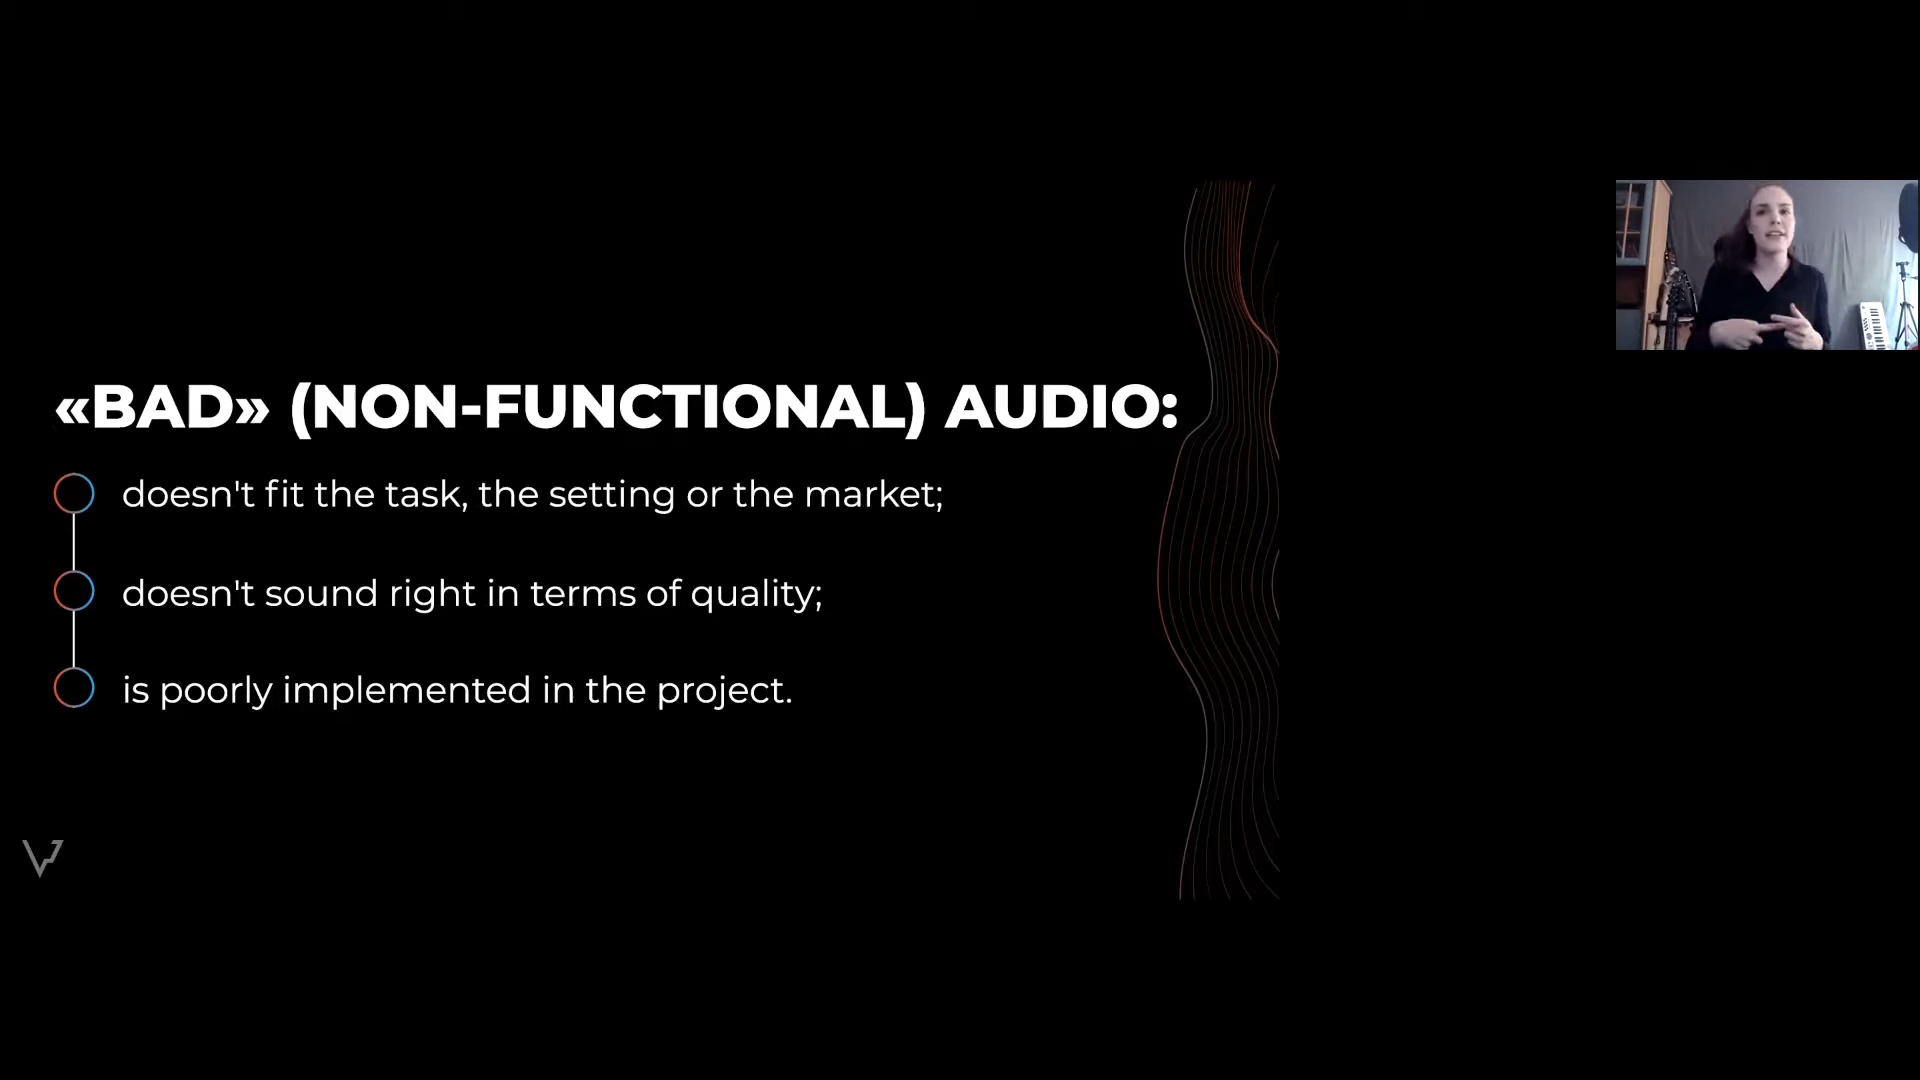 «BAD» (NON-FUNCTIONAL) AUDIO:
doesn't fit the task, the setting or the market;
doesn't sound right in terms of quality;
is poorly implemented in the project.